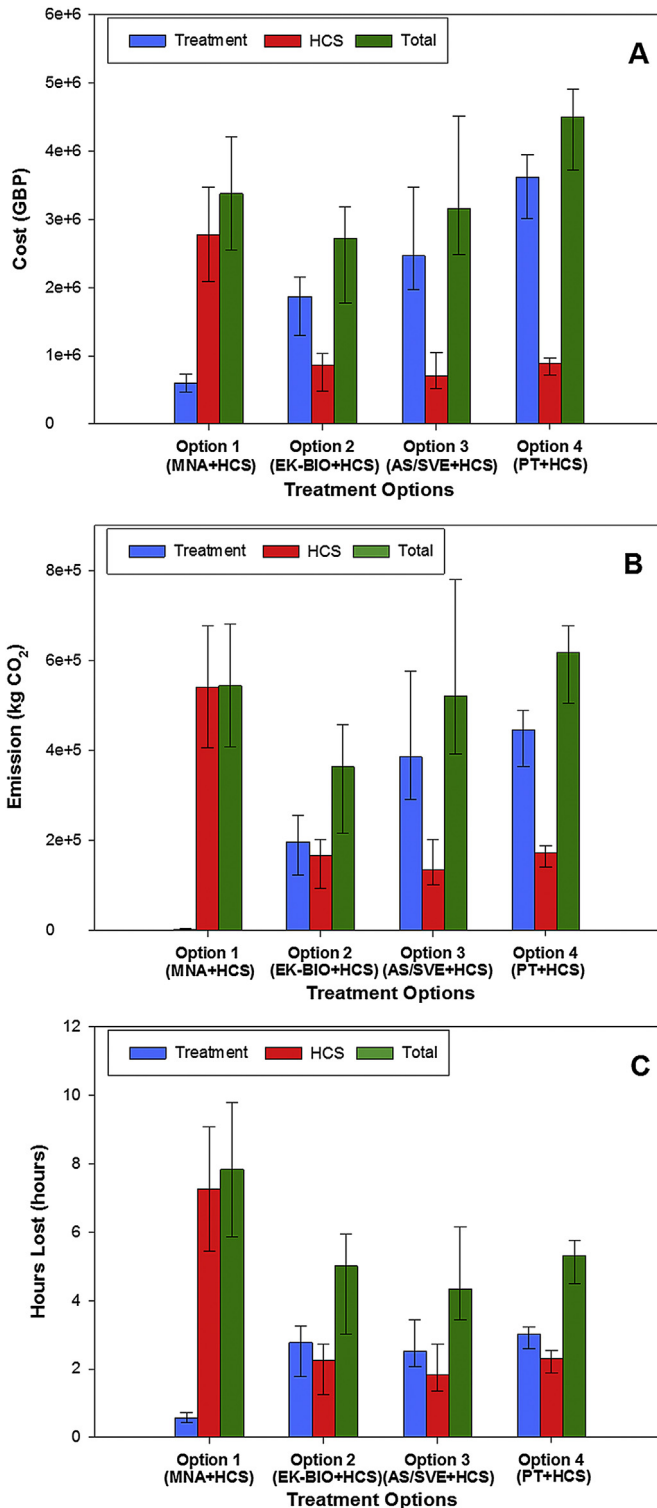 6e+6
Treatment HCS Total
A
5e+6
4e+6
Cost (GBP)
3e+6
2e+6
1e+6
0
Option 1 Option 2 Option 3 Option 4
(MNA+HCS) (EK-BIO+HCS) (AS/SVE+HCS) (PT+HCS)
Treatment Options
Treatment HCS Total
B
8e+5
6e+5
Emission (kg CO₂)
4e+5
2e+5
0
Option 1 Option 2 Option 3 Option 4
(MNA+HCS) (EK-BIO+HCS) (AS/SVE+HCS) (PT+HCS)
Treatment Options
12
Treatment HCS Total
C
10
8
Hours Lost (hours)
6
4
2
0
Option 1 Option 2 Option 3 Option 4
(MNA+HCS) (EK-BIO+HCS) (AS/SVE+HCS) (PT+HCS)
Treatment Options